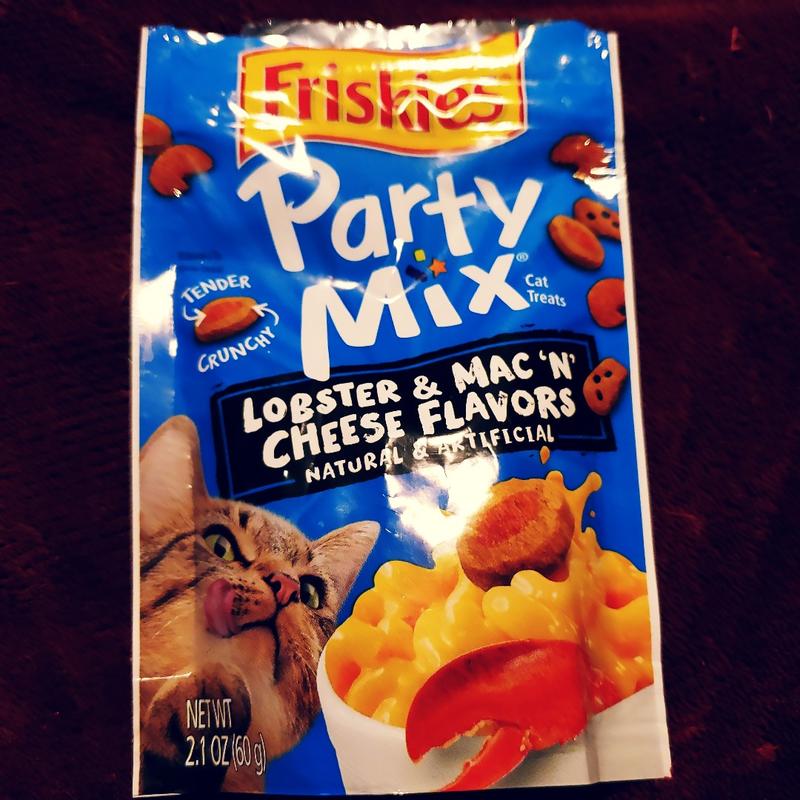 Friskies
Party
Mix®
Cat
Treats
TENDER
CRUNCHY
LOBSTER & MAC 'N'
CHEESE FLAVORS
NATURAL & ARTIFICIAL
NET WT
2.1 OZ (60 g)